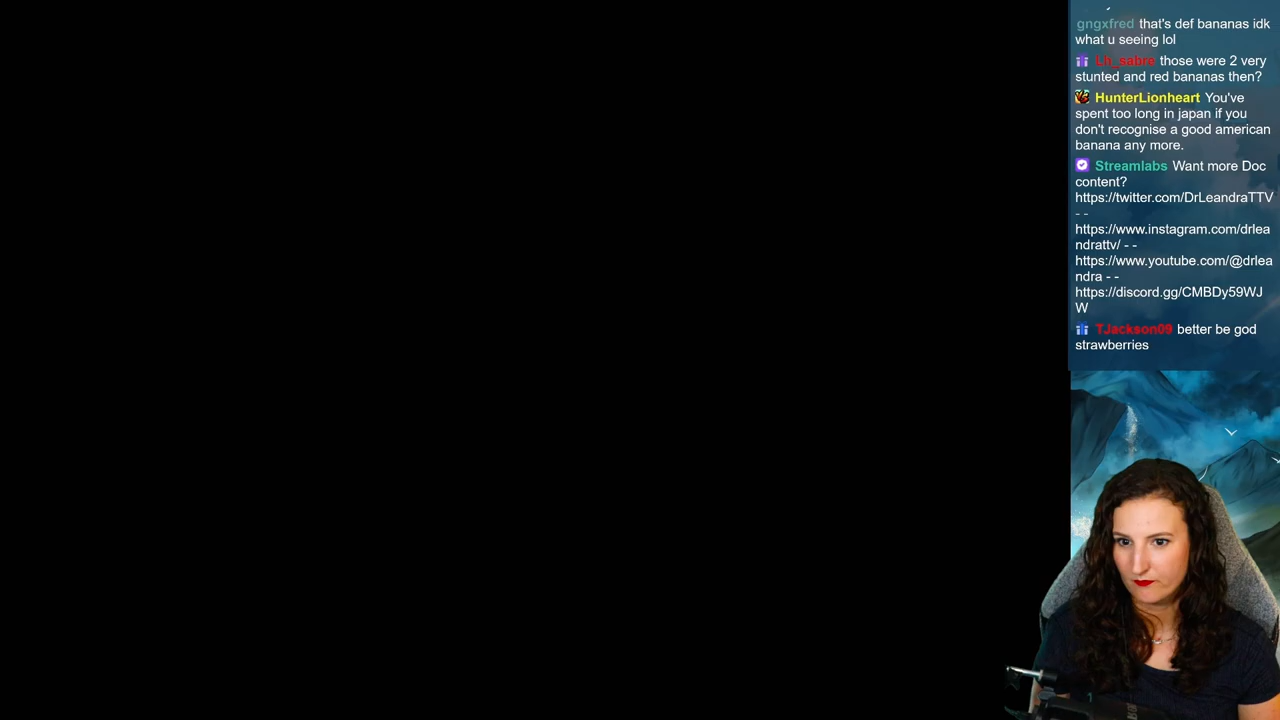 gngxfred that's def bananas idk
what u seeing lol
those were 2 very
stunted and red bananas then?
HunterLionheart You've
spent too long in japan if you
don't recognise a good american
banana any more.
Streamlabs Want more Doc
content?
https://twitter.com/DrLeandraTTV
- -
https://www.instagram.com/drlea
ndrattv/ - -
https://www.youtube.com/@drlea
ndra - -
https://discord.gg/CMBDy59WJ
W
TJackson09 better be god
strawberries